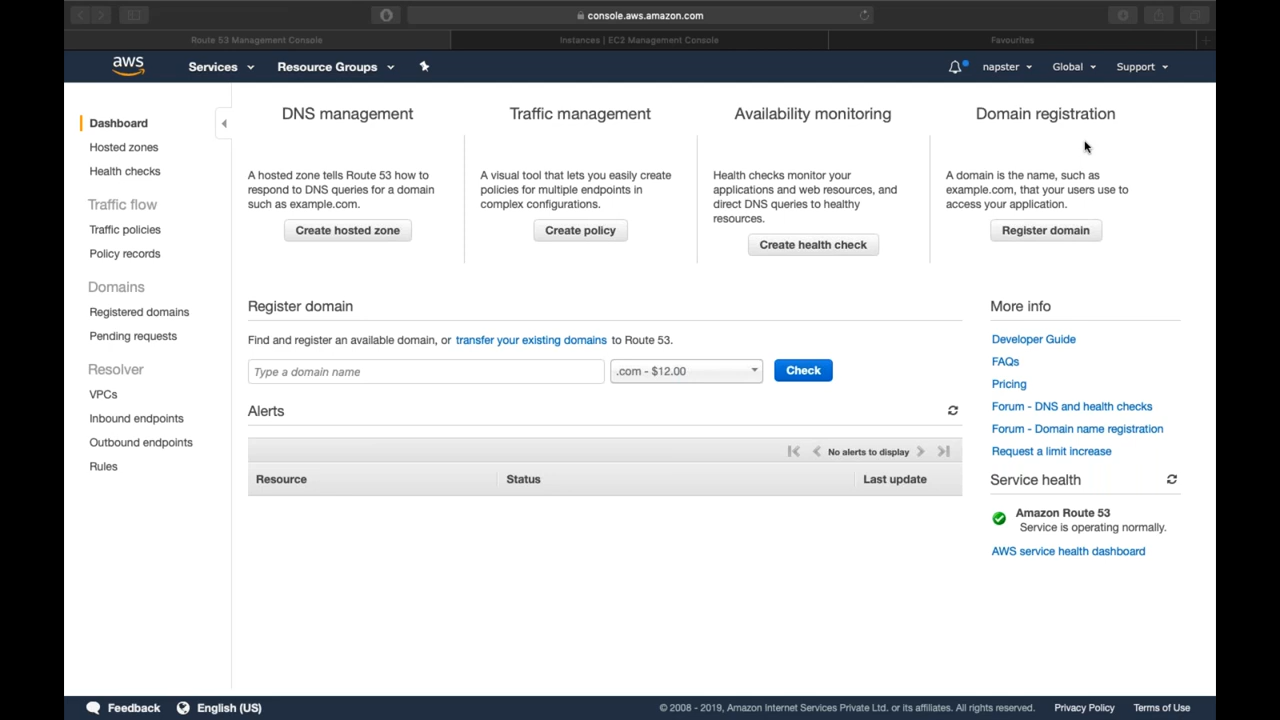 console.aws.amazon.com
Route 53 Management Console
Instances | EC2 Management Console
Favourites
aws
Services
Resource Groups
napster
Global
Support
Dashboard
Hosted zones
Health checks
Traffic flow
Traffic policies
Policy records
Domains
Registered domains
Pending requests
Resolver
VPCs
Inbound endpoints
Outbound endpoints
Rules
DNS management
A hosted zone tells Route 53 how to
respond to DNS queries for a domain
such as example.com.
Create hosted zone
Traffic management
A visual tool that lets you easily create
policies for multiple endpoints in
complex configurations.
Create policy
Availability monitoring
Health checks monitor your
applications and web resources, and
direct DNS queries to healthy
resources.
Create health check
Domain registration
A domain is the name, such as
example.com, that your users use to
access your application.
Register domain
Register domain
Find and register an available domain, or transfer your existing domains to Route 53.
Type a domain name
.com - $12.00
Check
Alerts
No alerts to display
Resource
Status
Last update
More info
Developer Guide
FAQs
Pricing
Forum - DNS and health checks
Forum - Domain name registration
Request a limit increase
Service health
Amazon Route 53
Service is operating normally.
AWS service health dashboard
Feedback
English (US)
© 2008 - 2019, Amazon Internet Services Private Ltd. or its affiliates. All rights reserved.
Privacy Policy
Terms of Use